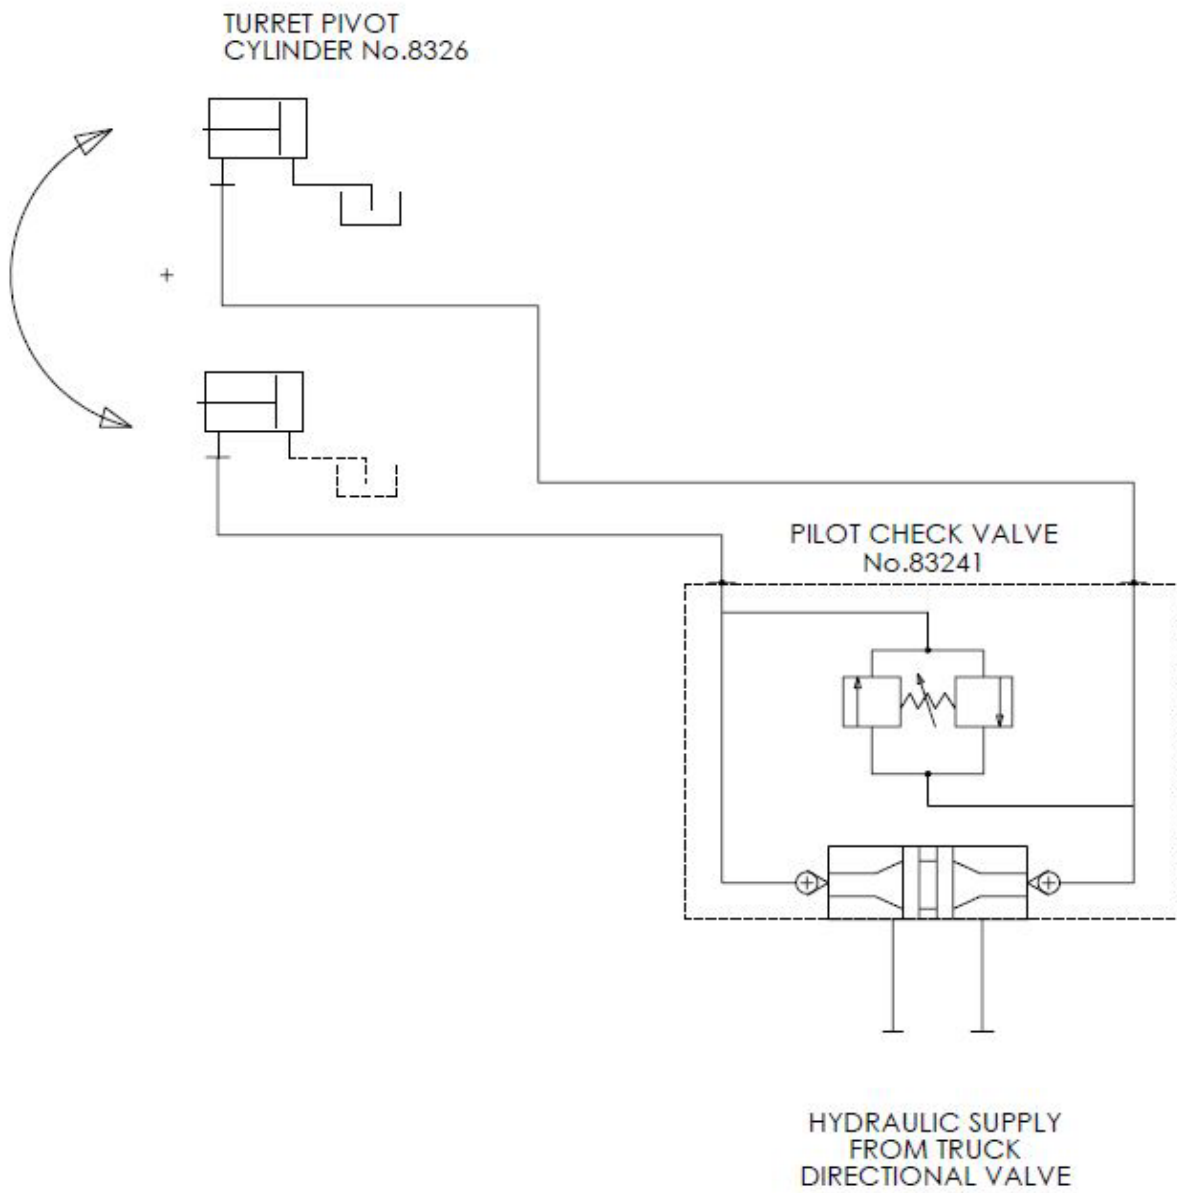 TURRET PIVOT
CYLINDER No.8326
PILOT CHECK VALVE
No.83241
HYDRAULIC SUPPLY
FROM TRUCK
DIRECTIONAL VALVE